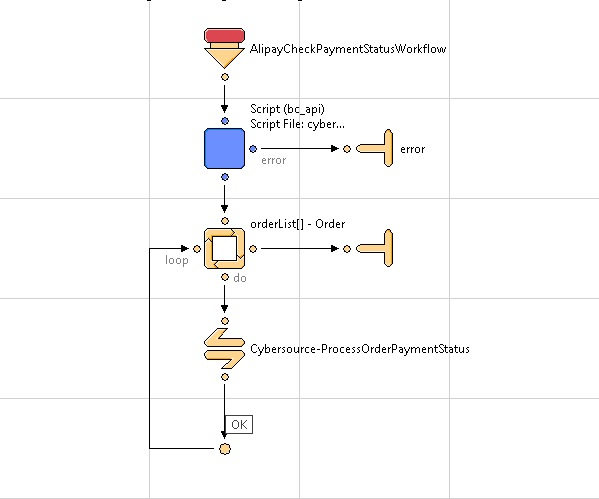 AlipayCheckPaymentStatusWorkflow
Script (bc_api)
Script File: cyber...
error
error
orderList[] - Order
loop
do
Cybersource-ProcessOrderPaymentStatus
OK